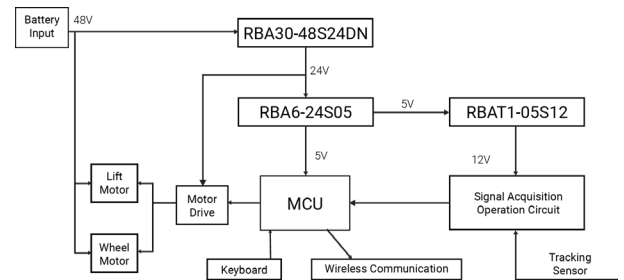 Battery
Input
48V
RBA30-48S24DN
24V
RBA6-24S05
5V
RBAT1-05S12
5V
12V
Lift
Motor
Motor
Drive
MCU
Signal Acquisition
Operation Circuit
Wheel
Motor
Keyboard
Wireless Communication
Tracking
Sensor